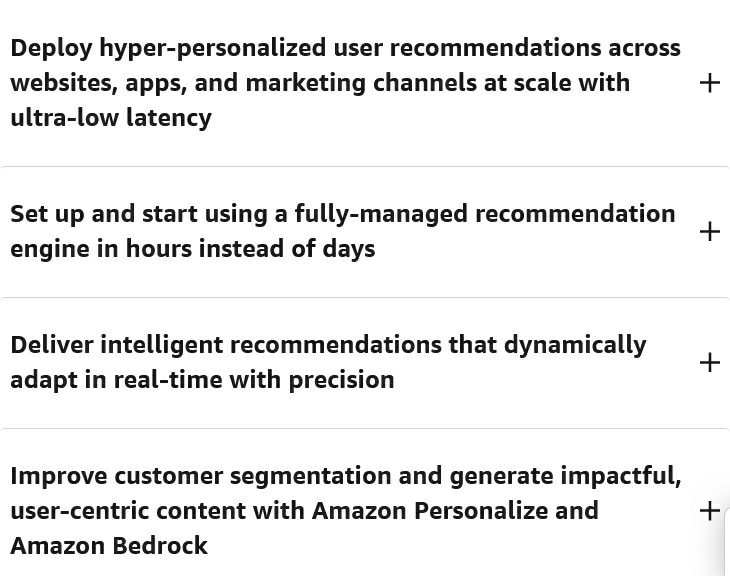 Deploy hyper-personalized user recommendations across
websites, apps, and marketing channels at scale with
ultra-low latency
Set up and start using a fully-managed recommendation
engine in hours instead of days
Deliver intelligent recommendations that dynamically
adapt in real-time with precision
Improve customer segmentation and generate impactful,
user-centric content with Amazon Personalize and
Amazon Bedrock